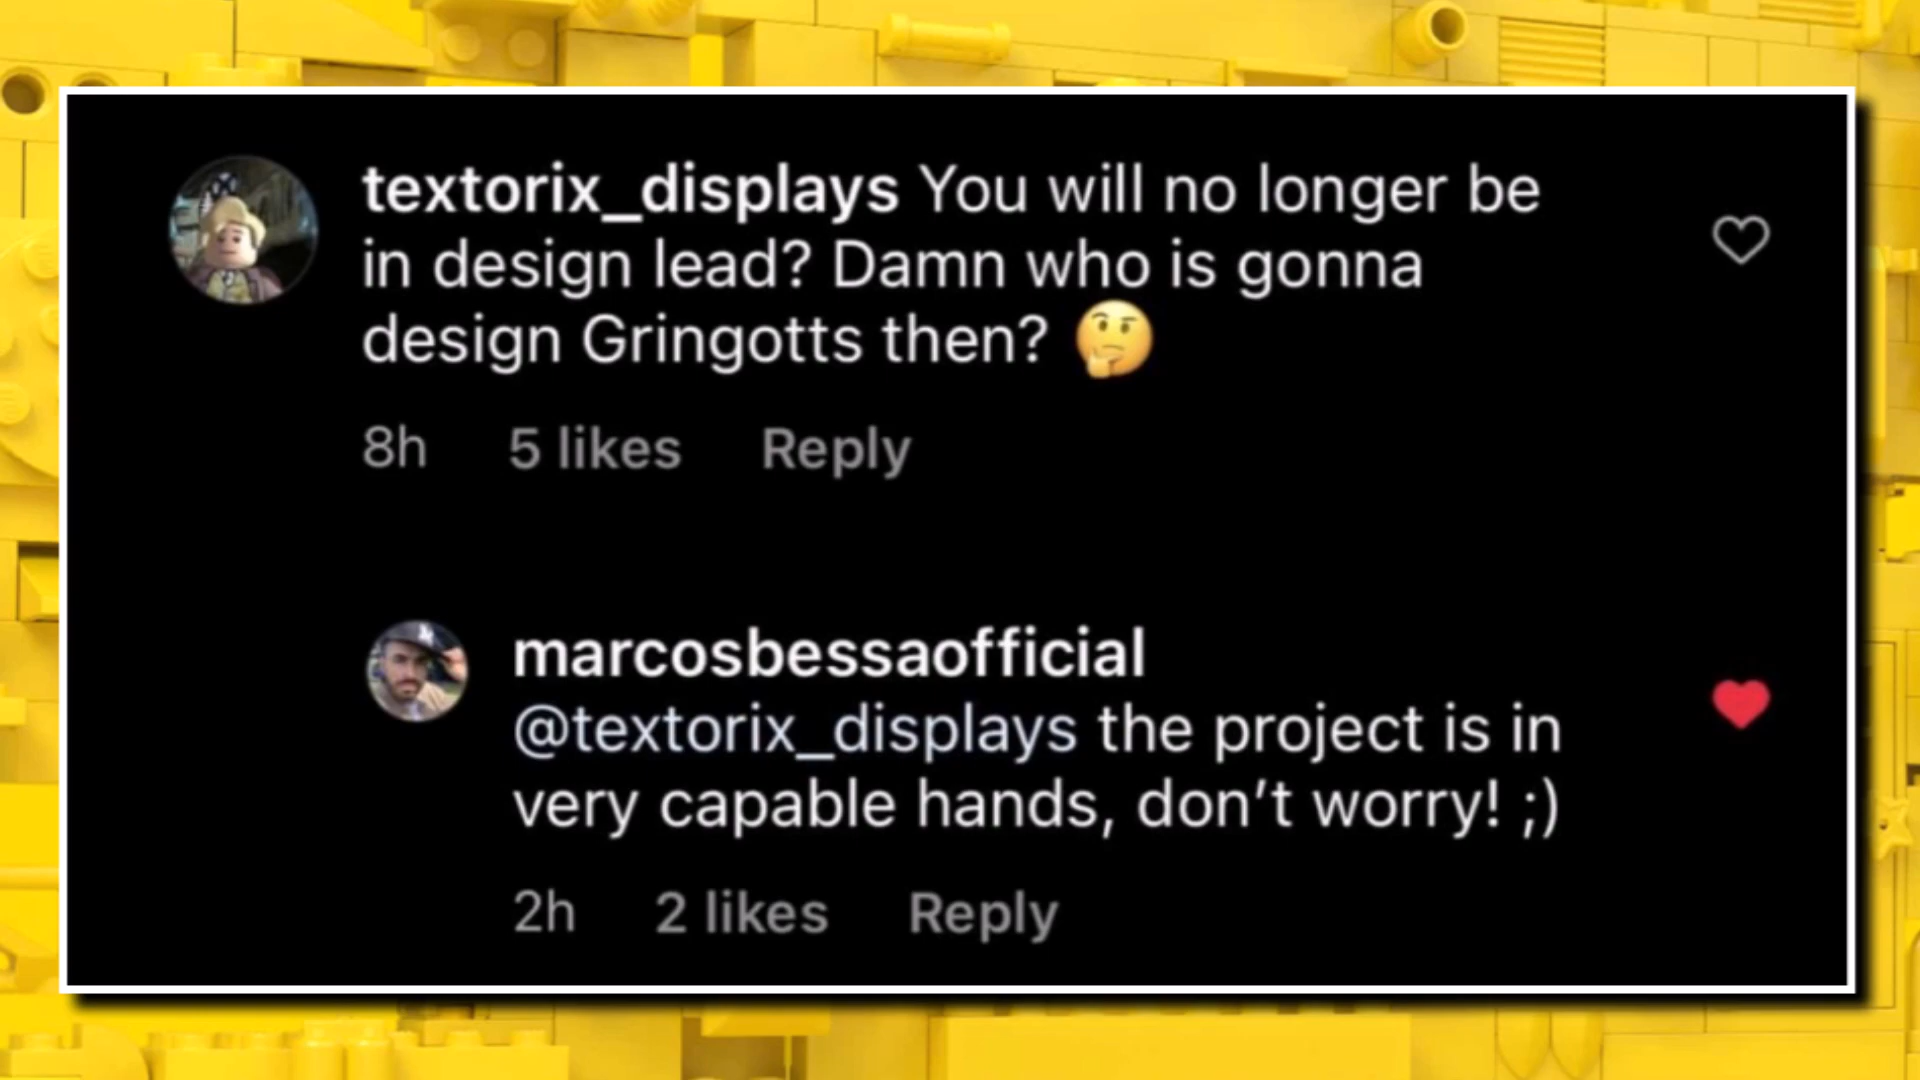 textorix_displays You will no longer be
in design lead? Damn who is gonna
design Gringotts then? 🤔
8h 5 likes Reply
marcosbessaofficial
@textorix_displays the project is in
very capable hands, don’t worry! ;)
2h 2 likes Reply